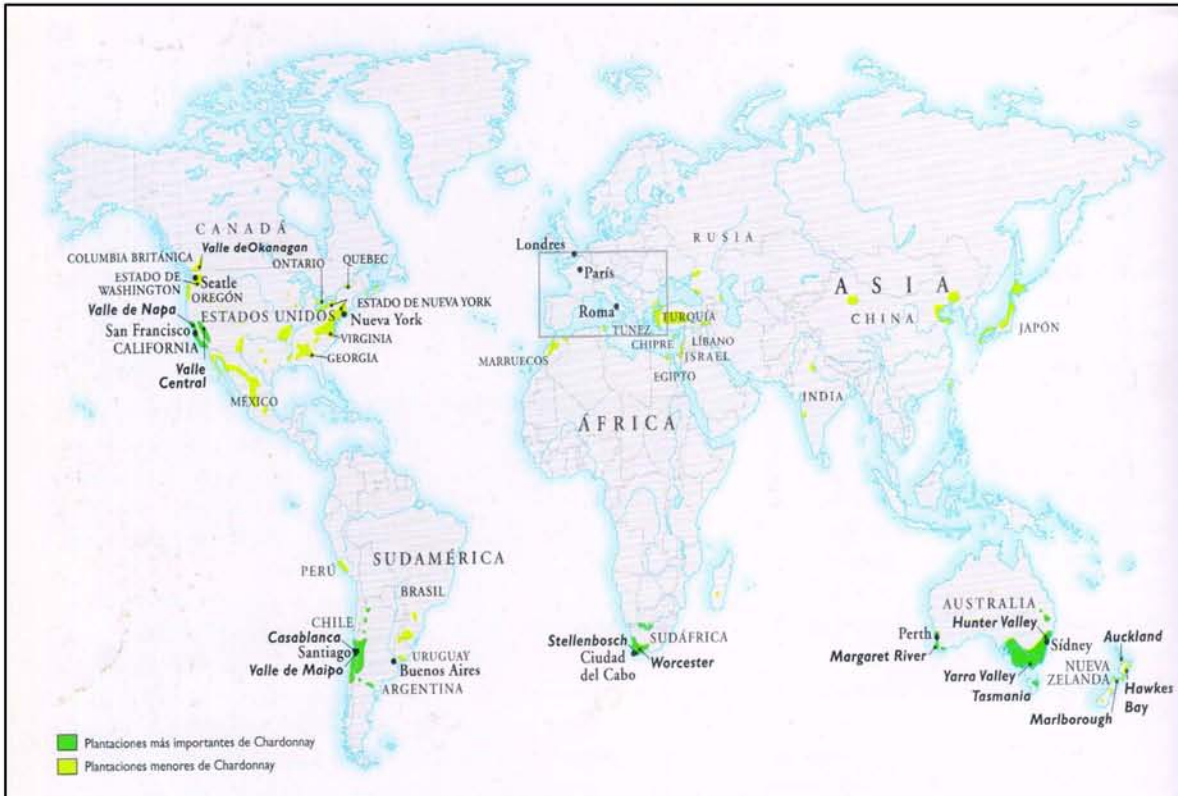 CANADÁ
Valle deOkanagan
COLUMBIA BRITÁNICA
ONTARIO
QUEBEC
ESTADO DE
WASHINGTON
Seatle
OREGÓN
ESTADO DE NUEVA YORK
Valle de Napa
ESTADOS UNIDOS
Nueva York
San Francisco
VIRGINIA
CALIFORNIA
GEORGIA
Valle
Central
MÉXICO
Londres
París
Roma
RUSIA
ASIA
TURQUÍA
CHINA
JAPÓN
TUNEZ
CHIPRE
LÍBANO
MARRUECOS
ISRAEL
EGIPTO
INDIA
ÁFRICA
SUDAMÉRICA
PERÚ
BRASIL
CHILE
Casablanca
Santiago
Valle de Maipo
URUGUAY
Buenos Aires
ARGENTINA
Stellenbosch
SUDÁFRICA
Ciudad
del Cabo
Worcester
AUSTRALIA
Hunter Valley
Perth
Sídney
Auckland
Margaret River
Yarra Valley
NUEVA
ZELANDA
Tasmania
Hawkes
Bay
Marlborough
Plantaciones más importantes de Chardonnay
Plantaciones menores de Chardonnay